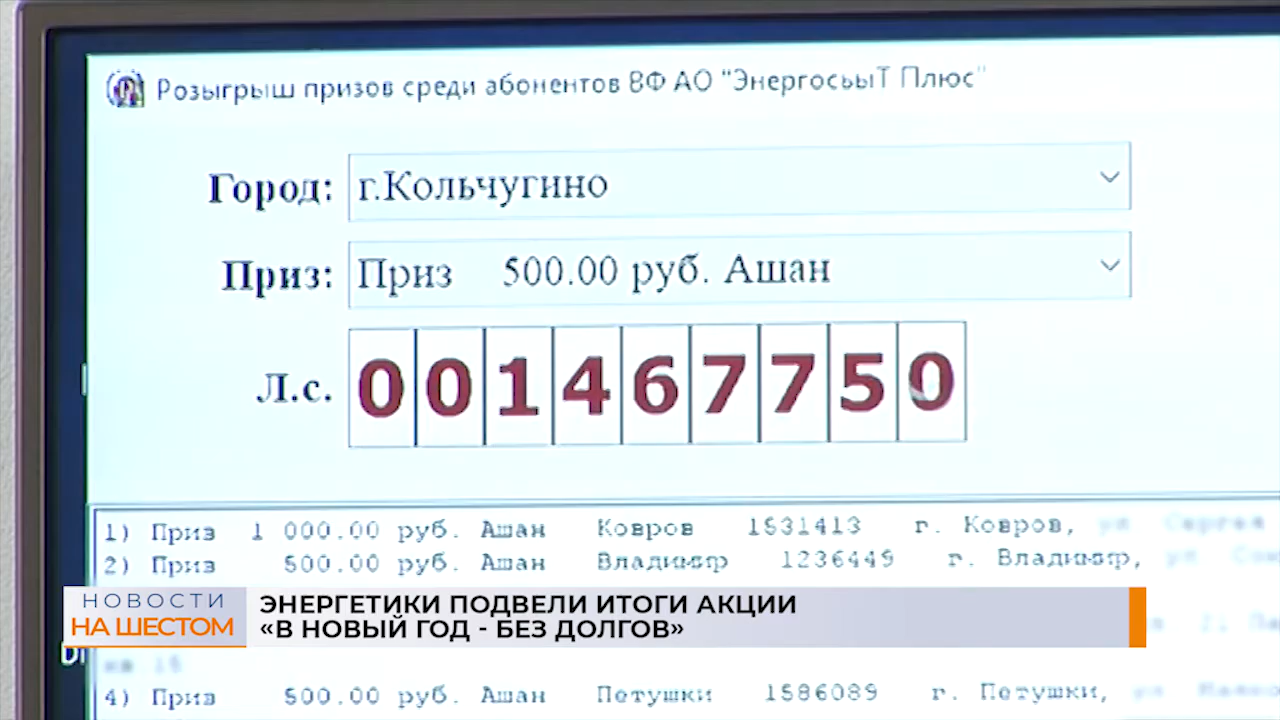 Розыгрыш призов среди абонентов ВФ АО "ЭнергосьыТ Плюс"
Город: г.Кольчугино
Приз: Приз 500.00 руб. Ашан
Л.с. 001467750
1) Приз 1 000.00 руб. Ашан Ковров 1531413 г. Ковров,
2) Приз 500.00 руб. Ашан Владимир 1236449 г. Владимир,
НОВОСТИ
НА ШЕСТОМ
ЭНЕРГЕТИКИ ПОДВЕЛИ ИТОГИ АКЦИИ
«В НОВЫЙ ГОД - БЕЗ ДОЛГОВ»
4) Приз 500.00 руб. Ашан Петушки 1586089 г. Петушки,